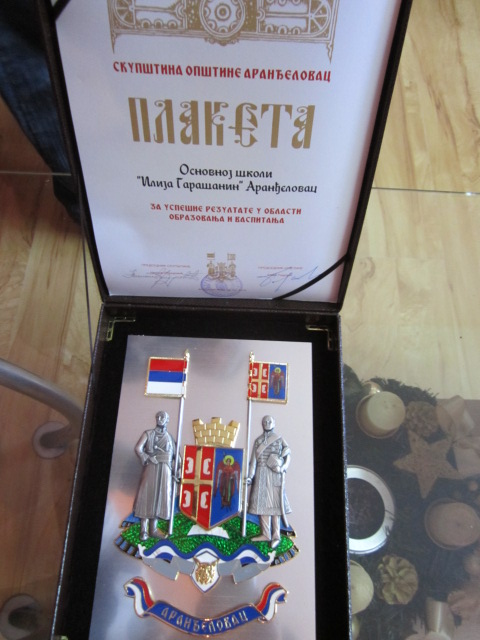 СКУПШТИНА ОПШТИНЕ АРАНЂЕЛОВАЦ
ПЛАКЕТА
Основној школи
"Илија Гарашанин" Аранђеловац
ЗА УСПЕШНЕ РЕЗУЛТАТЕ У ОБЛАСТИ
ОБРАЗОВАЊА И ВАСПИТАЊА
АРАНЂЕЛОВАЦ